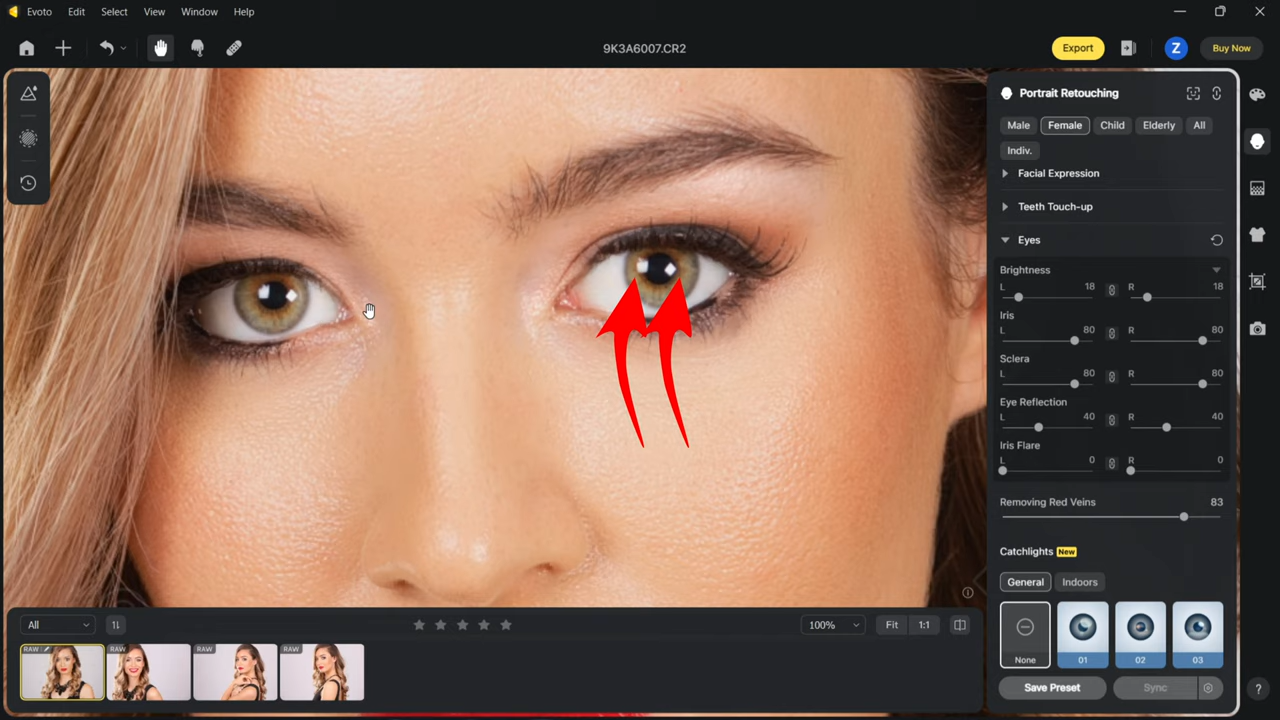 Evoto Edit Select View Window Help
9K3A6007.CR2
Export
Z
Buy Now
Portrait Retouching
Male Female Child Elderly All
Indiv.
Facial Expression
Teeth Touch-up
Eyes
Brightness
L 18 R 18
Iris
L 80 R 80
Sclera
L 80 R 80
Eye Reflection
L 40 R 40
Iris Flare
L 0 R 0
Removing Red Veins 83
Catchlights New
General Indoors
None 01 02 03
Save Preset Sync
All
100% Fit 1:1
RAW RAW RAW RAW